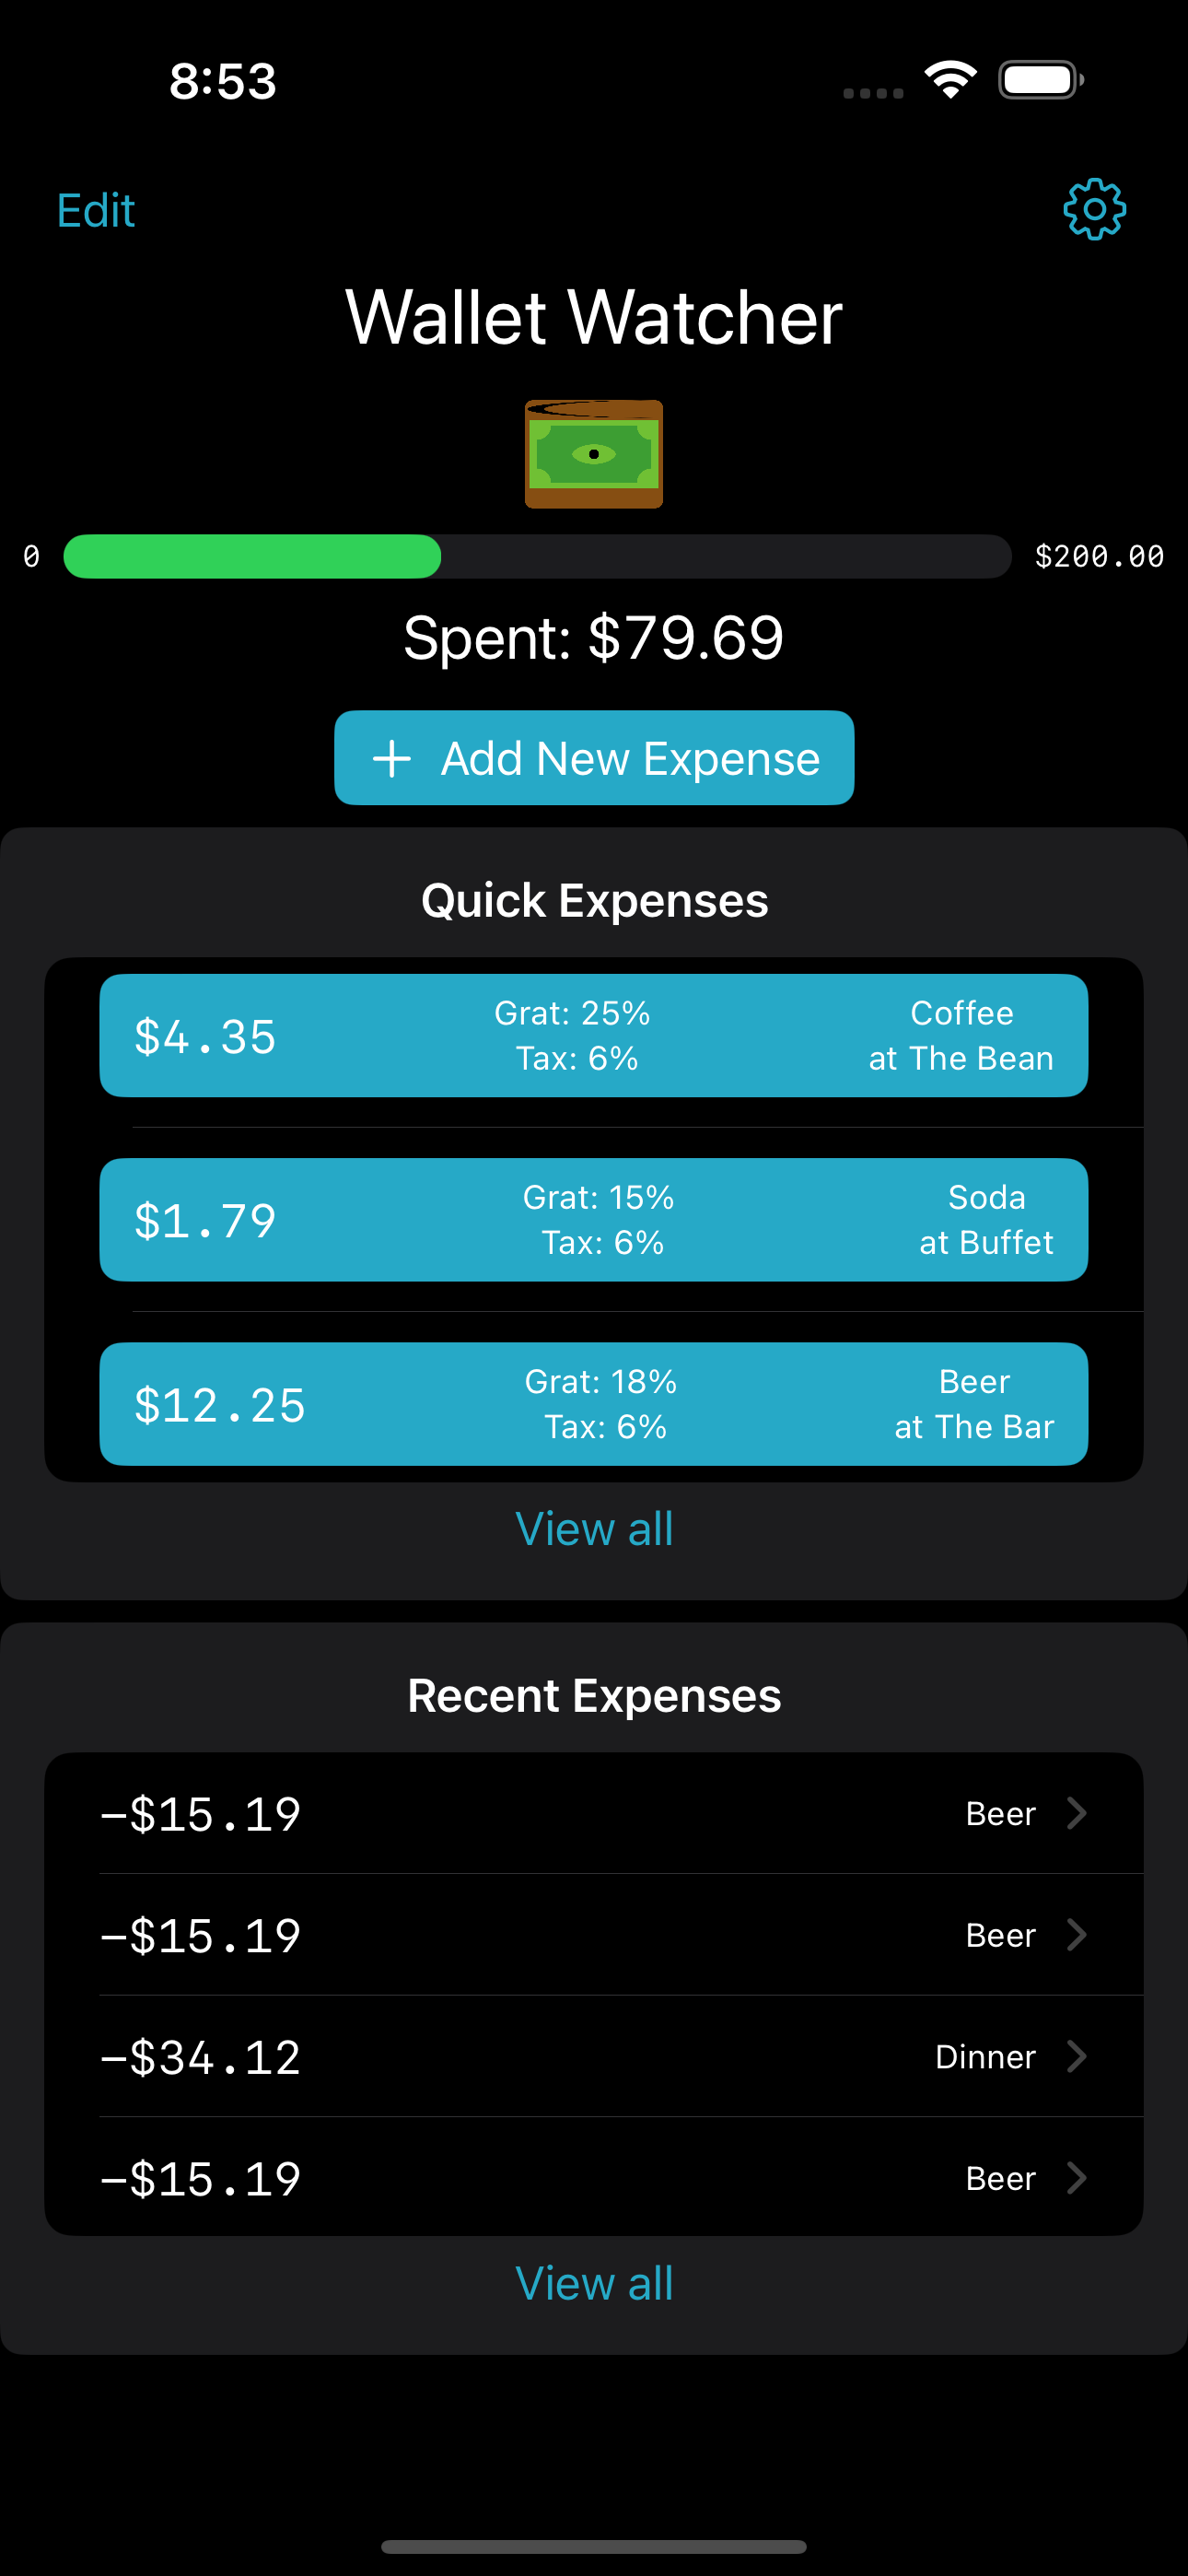 8:53
Edit
Wallet Watcher
0 $200.00
Spent: $79.69
+ Add New Expense
Quick Expenses
$4.35 Grat: 25% Coffee
Tax: 6% at The Bean
$1.79 Grat: 15% Soda
Tax: 6% at Buffet
$12.25 Grat: 18% Beer
Tax: 6% at The Bar
View all
Recent Expenses
-$15.19 Beer
-$15.19 Beer
-$34.12 Dinner
-$15.19 Beer
View all